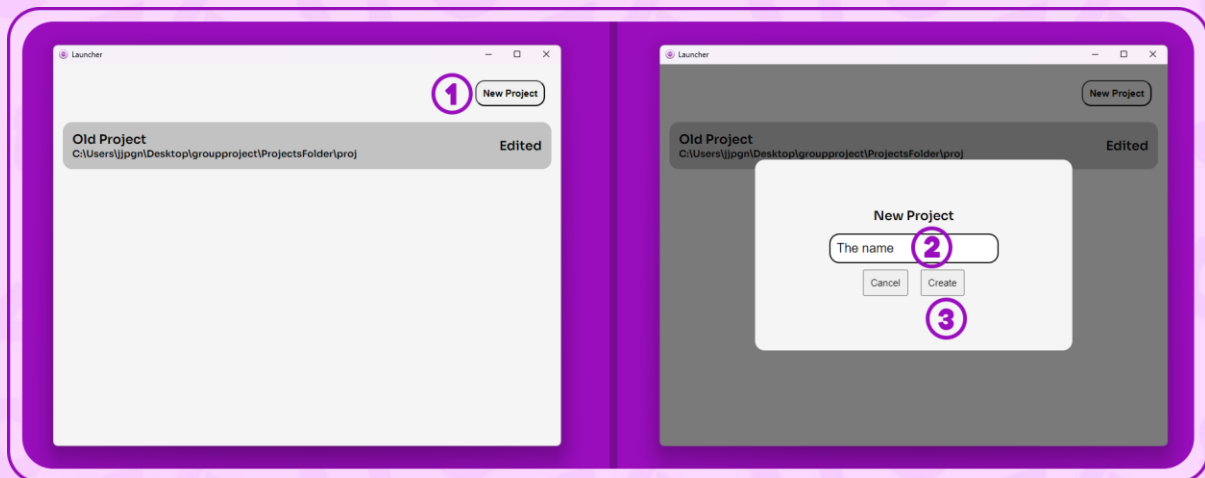 Launcher
1 New Project
Old Project
C:\Users\jjpgn\Desktop\groupproject\ProjectsFolder\proj
Edited
Launcher
New Project
Old Project
C:\Users\jjpgn\Desktop\groupproject\ProjectsFolder\proj
Edited
New Project
The name 2
Cancel Create
3